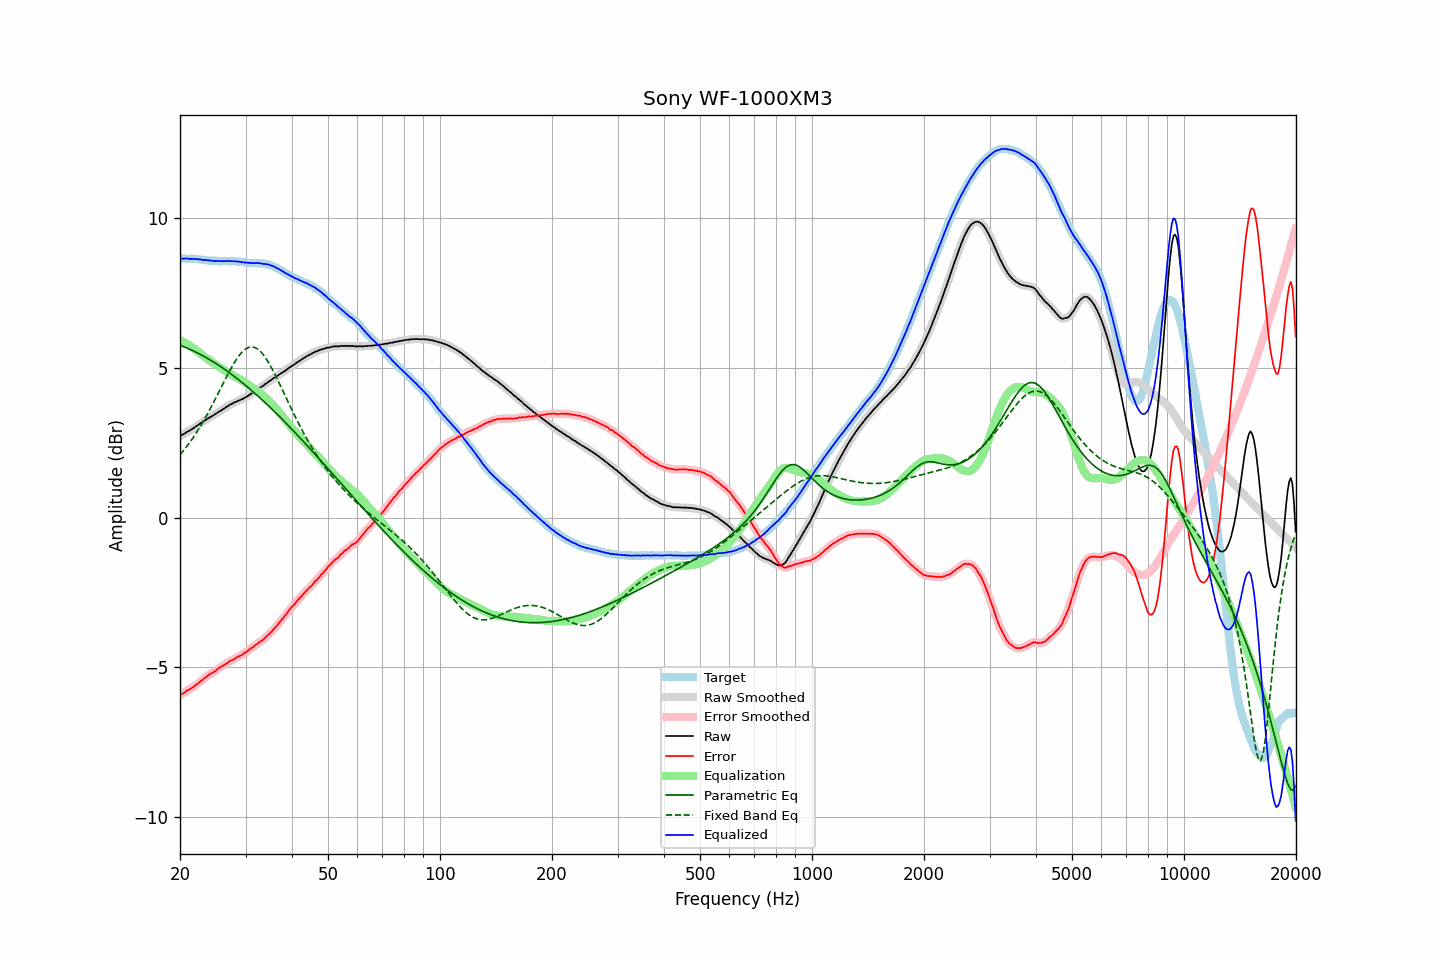 Sony WF-1000XM3
Amplitude (dBr)
10
5
0
−5
−10
Target
Raw Smoothed
Error Smoothed
Raw
Error
Equalization
Parametric Eq
Fixed Band Eq
Equalized
20 50 100 200 500 1000 2000 5000 10000 20000
Frequency (Hz)